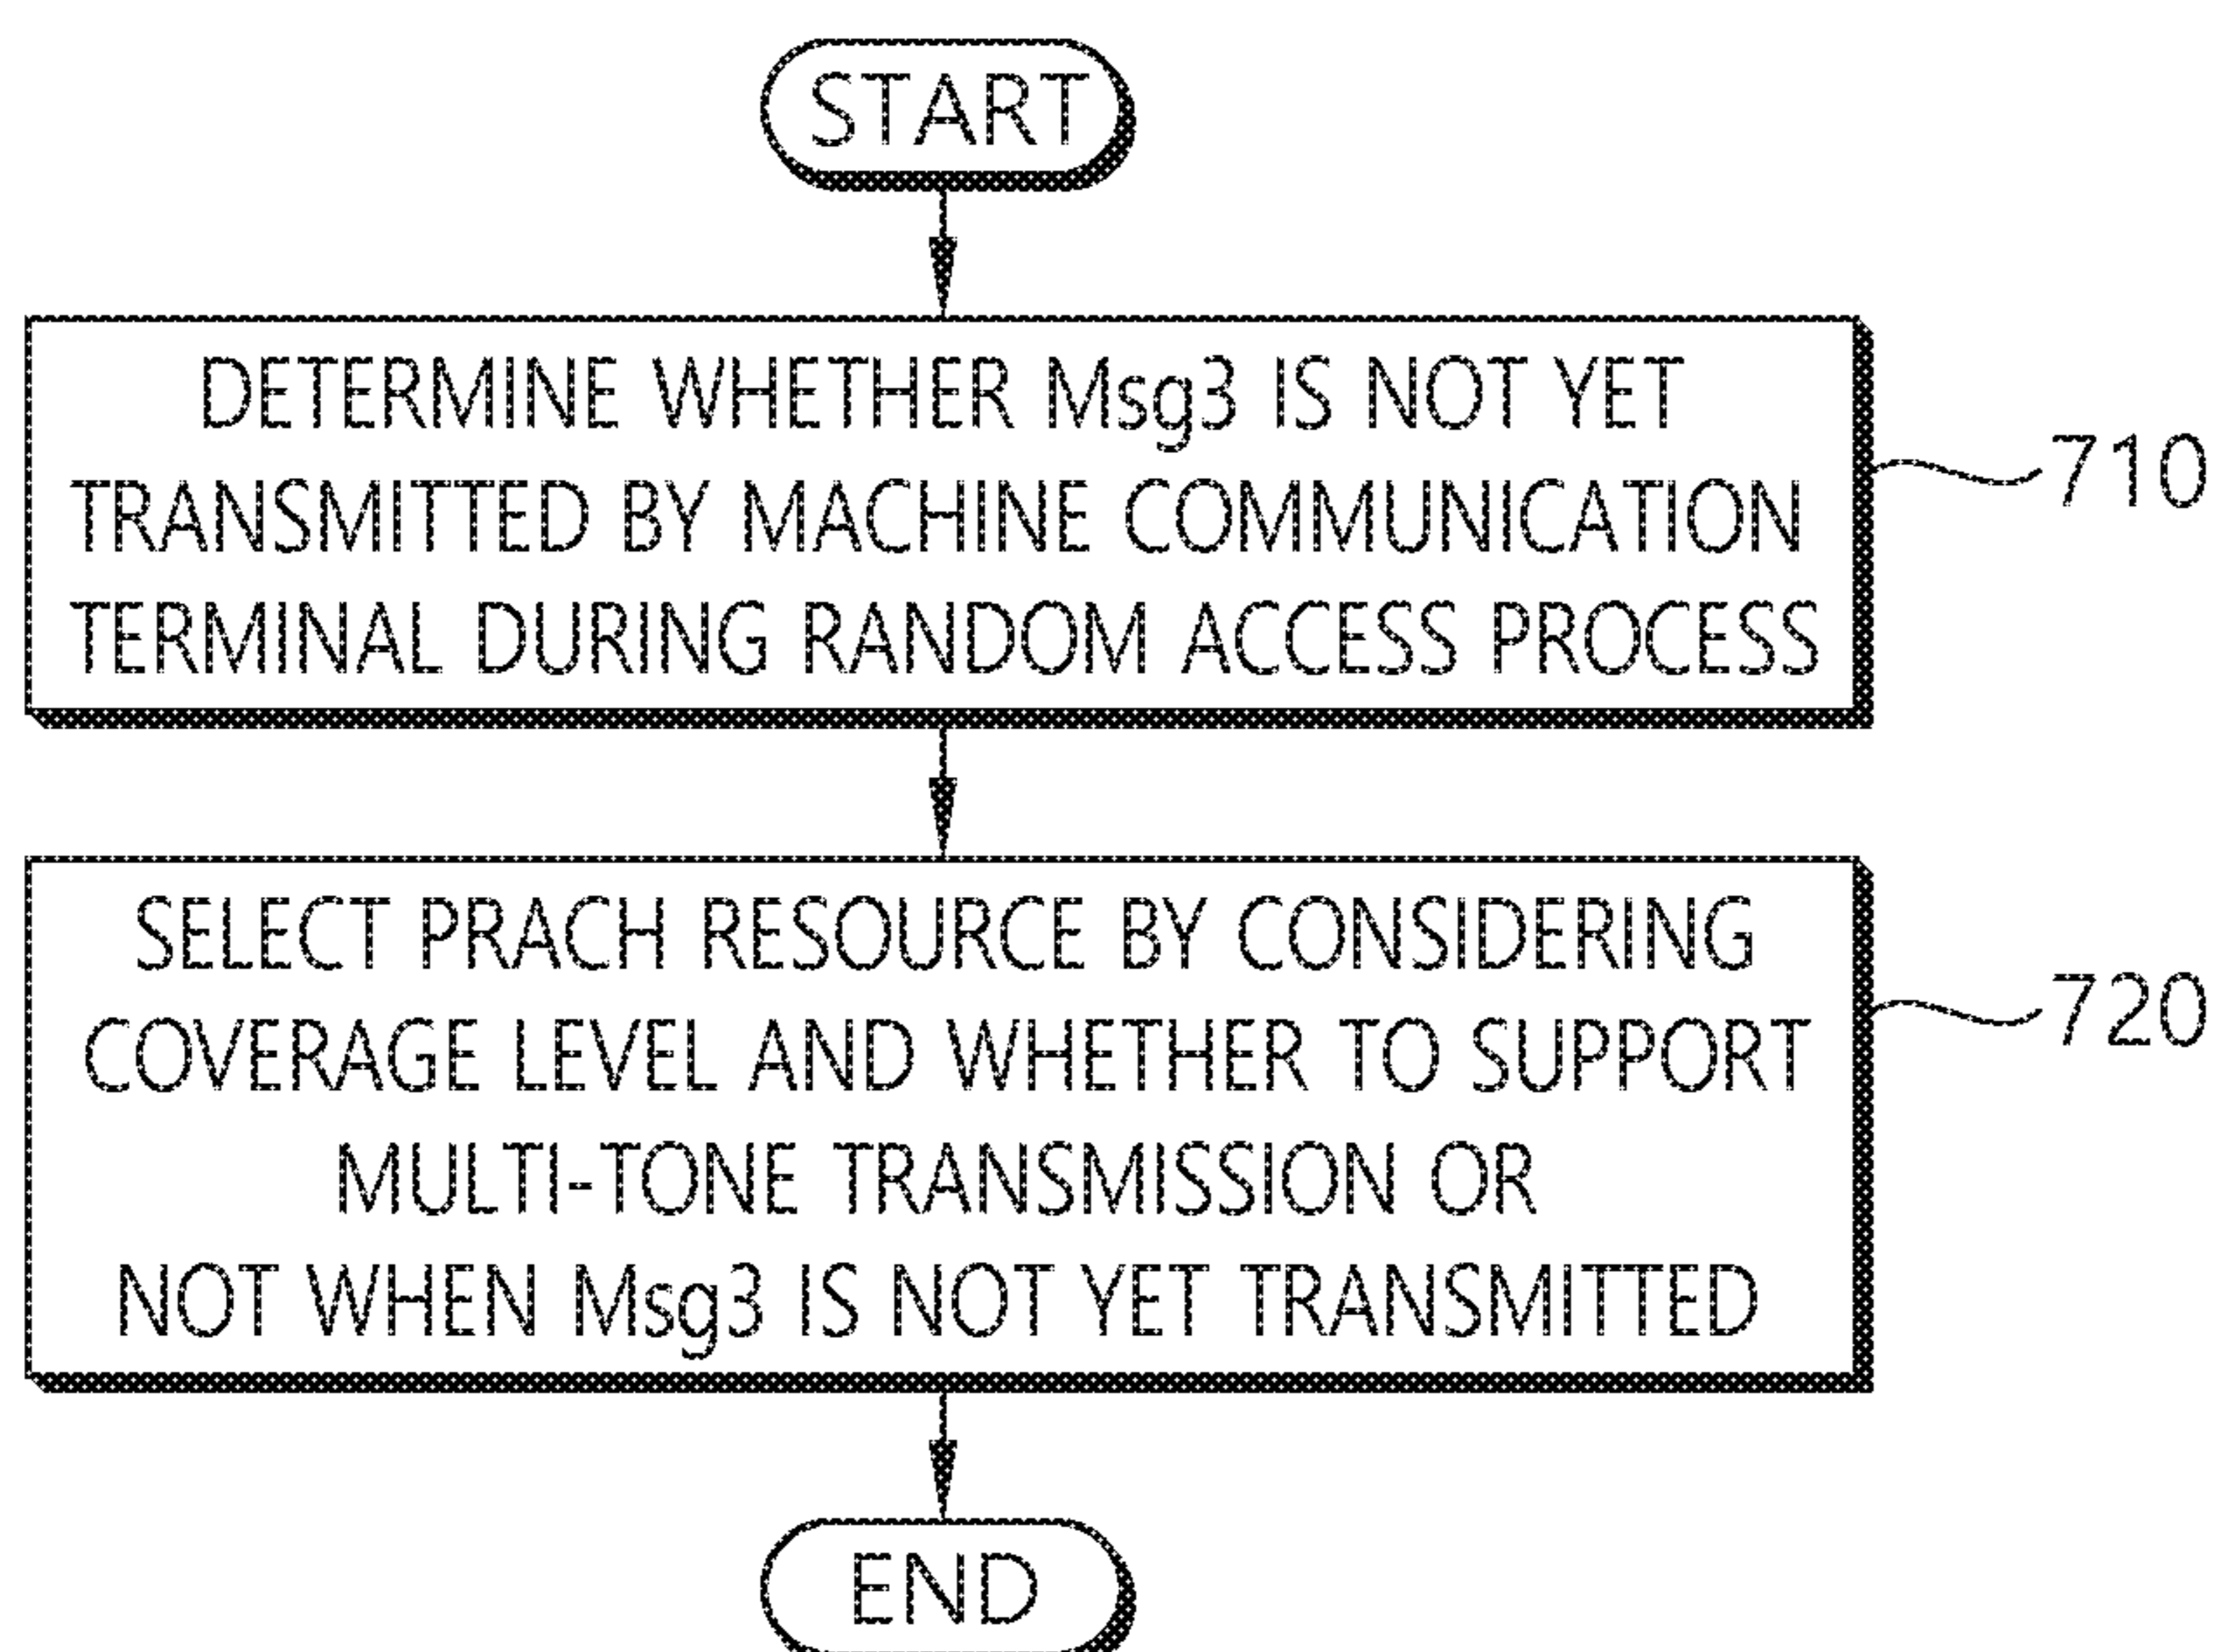 START
DETERMINE WHETHER Msg3 IS NOT YET
TRANSMITTED BY MACHINE COMMUNICATION
TERMINAL DURING RANDOM ACCESS PROCESS
710
SELECT PRACH RESOURCE BY CONSIDERING
COVERAGE LEVEL AND WHETHER TO SUPPORT
MULTI-TONE TRANSMISSION OR
NOT WHEN Msg3 IS NOT YET TRANSMITTED
720
END